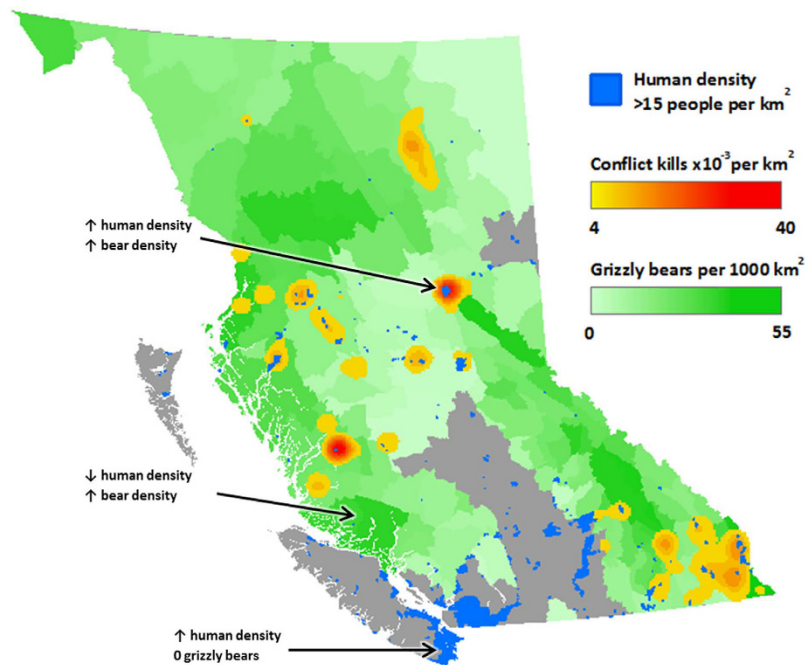 Human density
>15 people per km²
Conflict kills x10⁻³ per km²
4 40
Grizzly bears per 1000 km²
0 55
↑ human density
↑ bear density
↓ human density
↑ bear density
↑ human density
0 grizzly bears